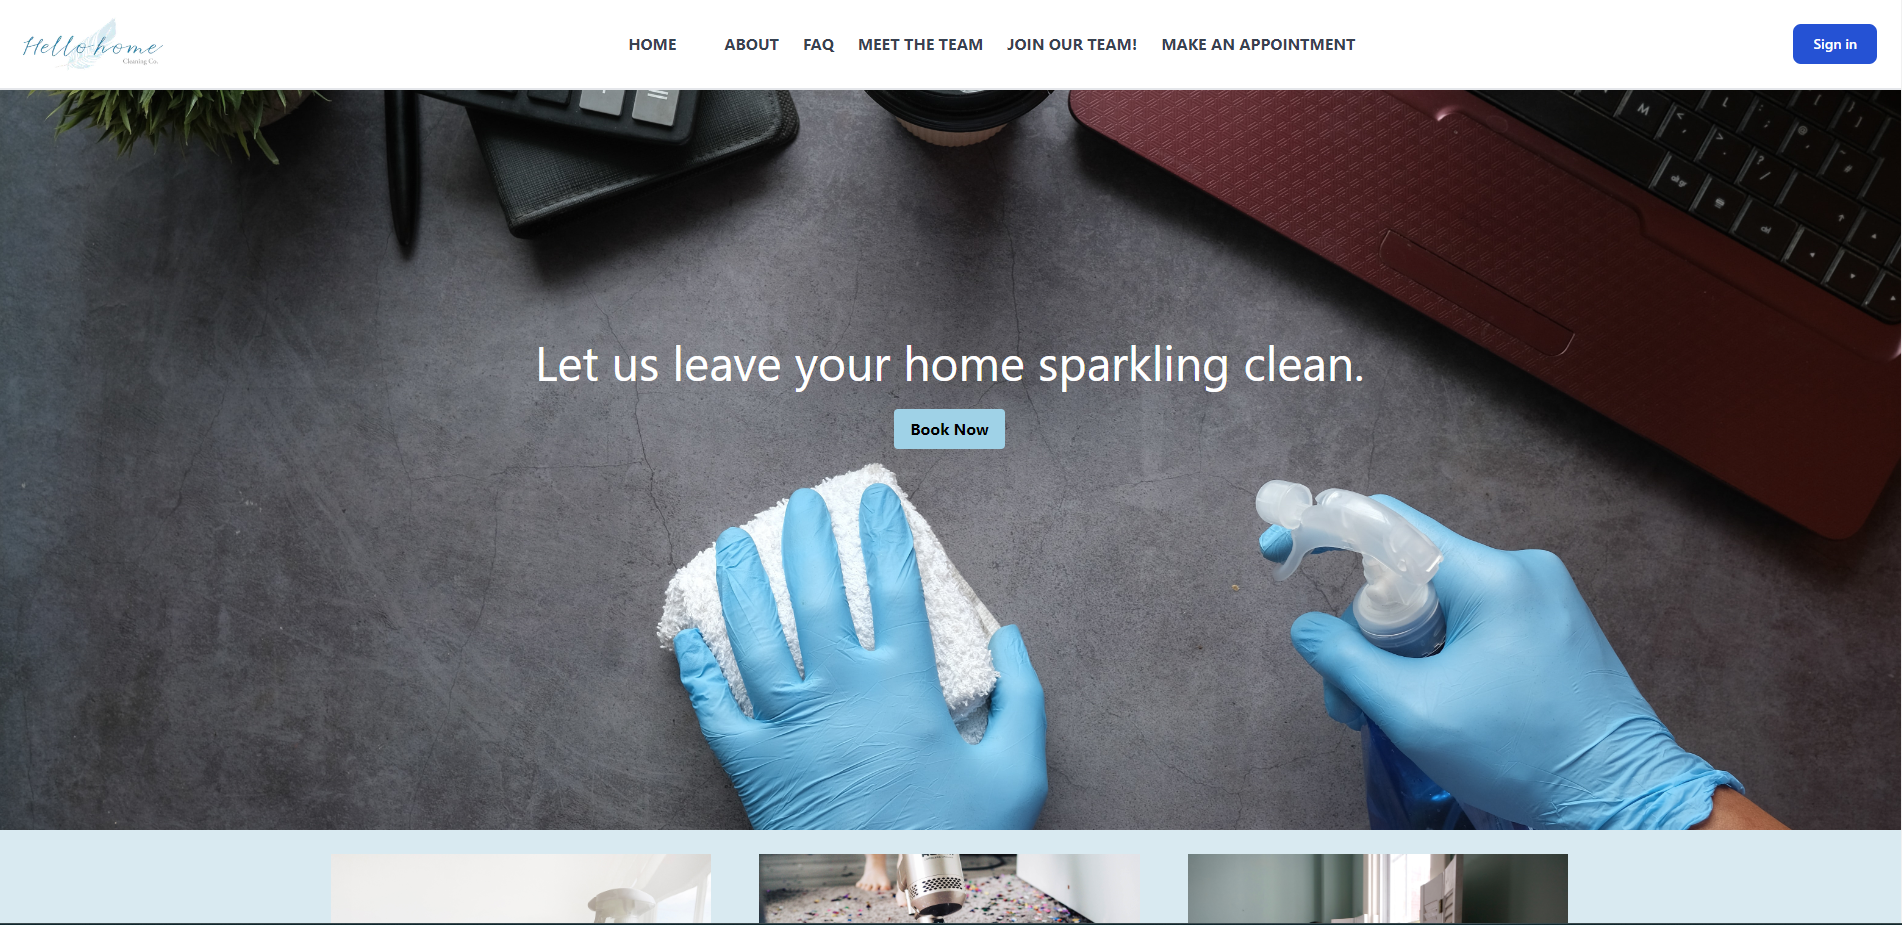 Hello home
Cleaning Co.
HOME
ABOUT
FAQ
MEET THE TEAM
JOIN OUR TEAM!
MAKE AN APPOINTMENT
Sign in
Let us leave your home sparkling clean.
Book Now